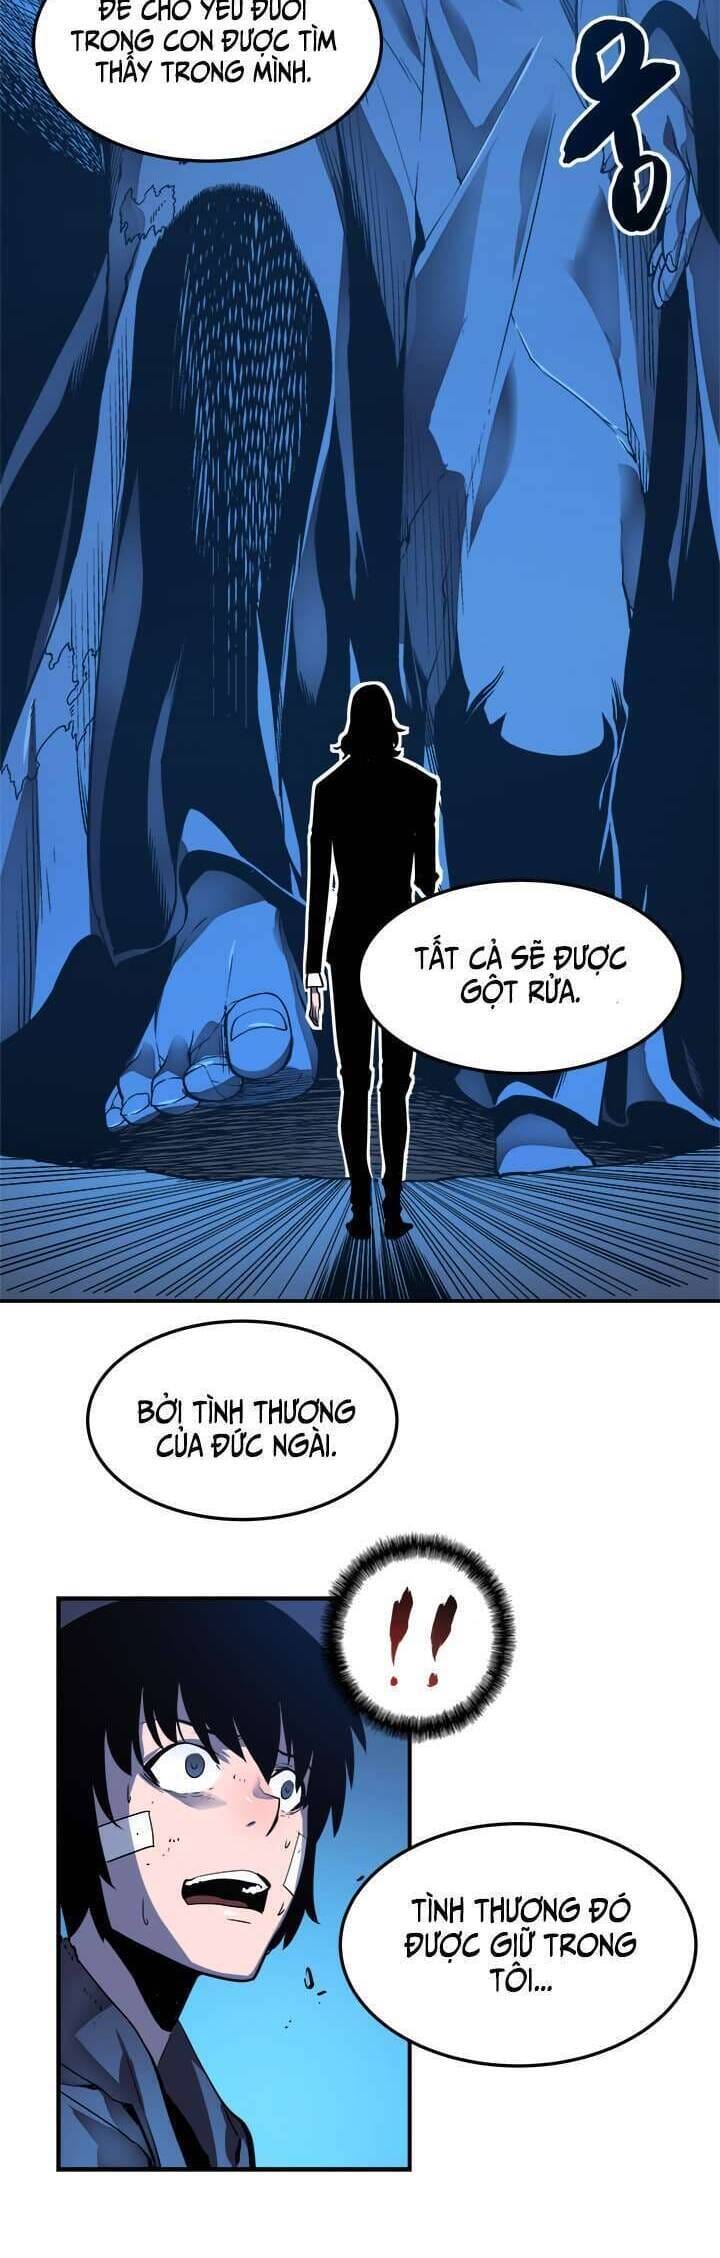 ĐỂ CHO YẾU ĐUỐI
TRONG CON ĐƯỢC TÌM
THẤY TRONG MÌNH.
우
TẤT CẢ SẼ ĐƯỢC
GỘT RỬA.
BỞI TÌNH THƯƠNG
CỦA ĐỨC NGÀI.
!!
TÌNH THƯƠNG ĐÓ
ĐƯỢC GIỮ TRONG
TÔI...